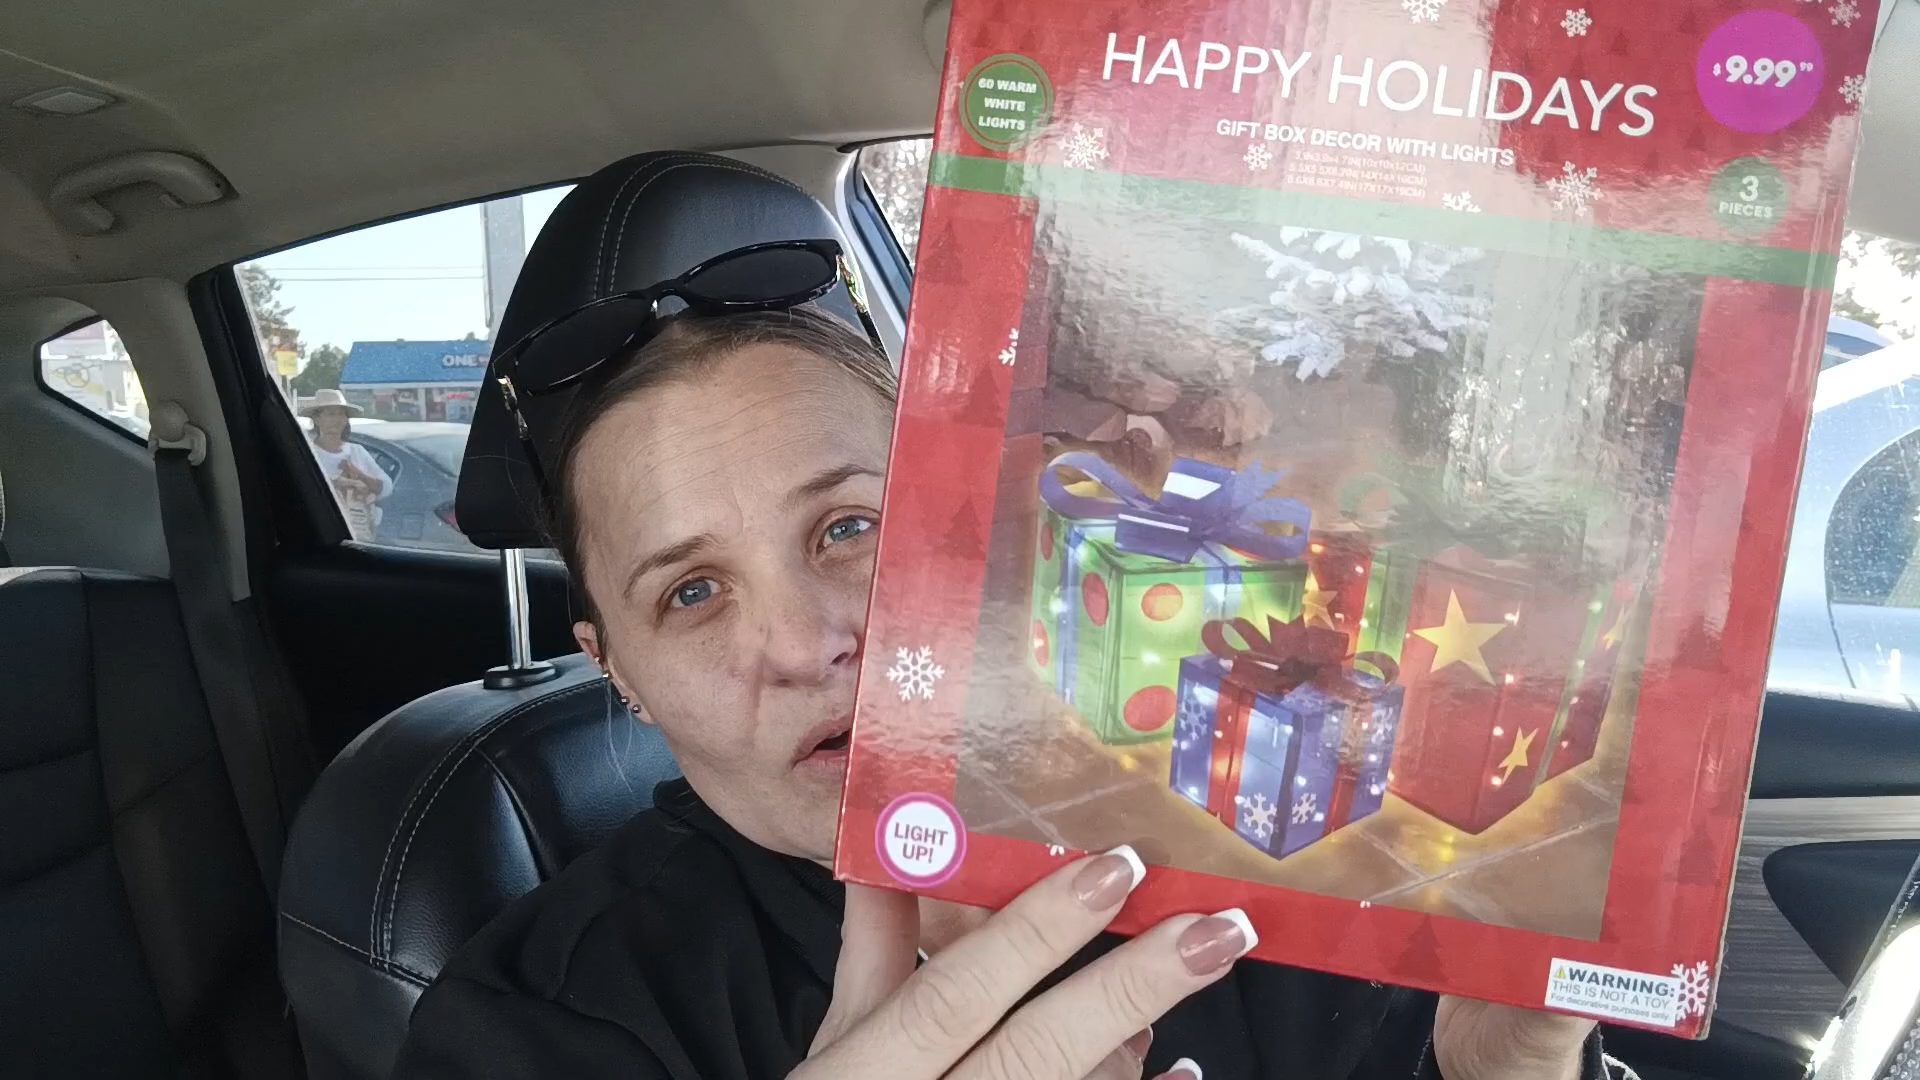 HAPPY HOLIDAYS
$9.99
60 WARM
WHITE
LIGHTS
GIFT BOX DECOR WITH LIGHTS
3
PIECES
ONE
LIGHT
UP!
WARNING:
THIS IS NOT A TOY
For decorative purposes only.